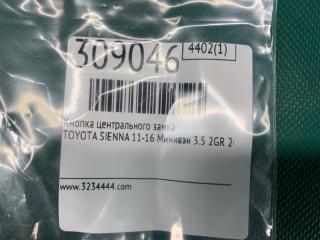 309046
4402(1)
Кнопка центрального замка
TOYOTA SIENNA 11-16 Минивэн 3.5 2GR
www.3234444.com